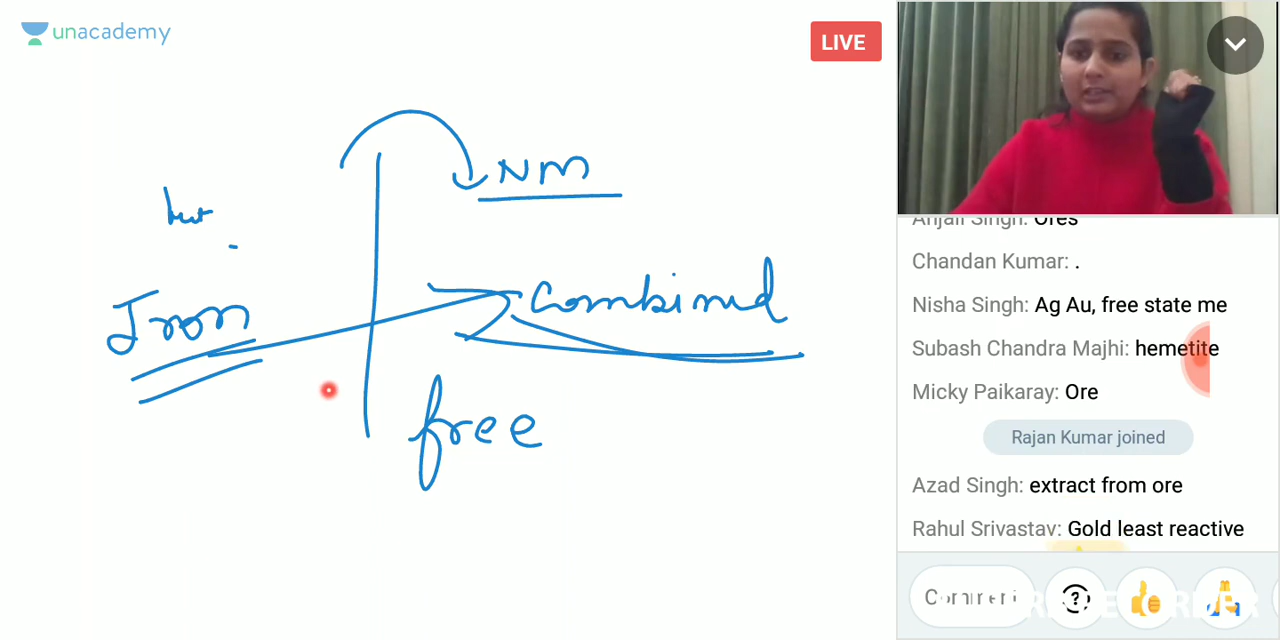 unacademy
LIVE
NM
Iron
Combined
free
Anjali Singh: Ores
Chandan Kumar: .
Nisha Singh: Ag Au, free state me
Subash Chandra Majhi: hemetite
Micky Paikaray: Ore
Rajan Kumar joined
Azad Singh: extract from ore
Rahul Srivastav: Gold least reactive